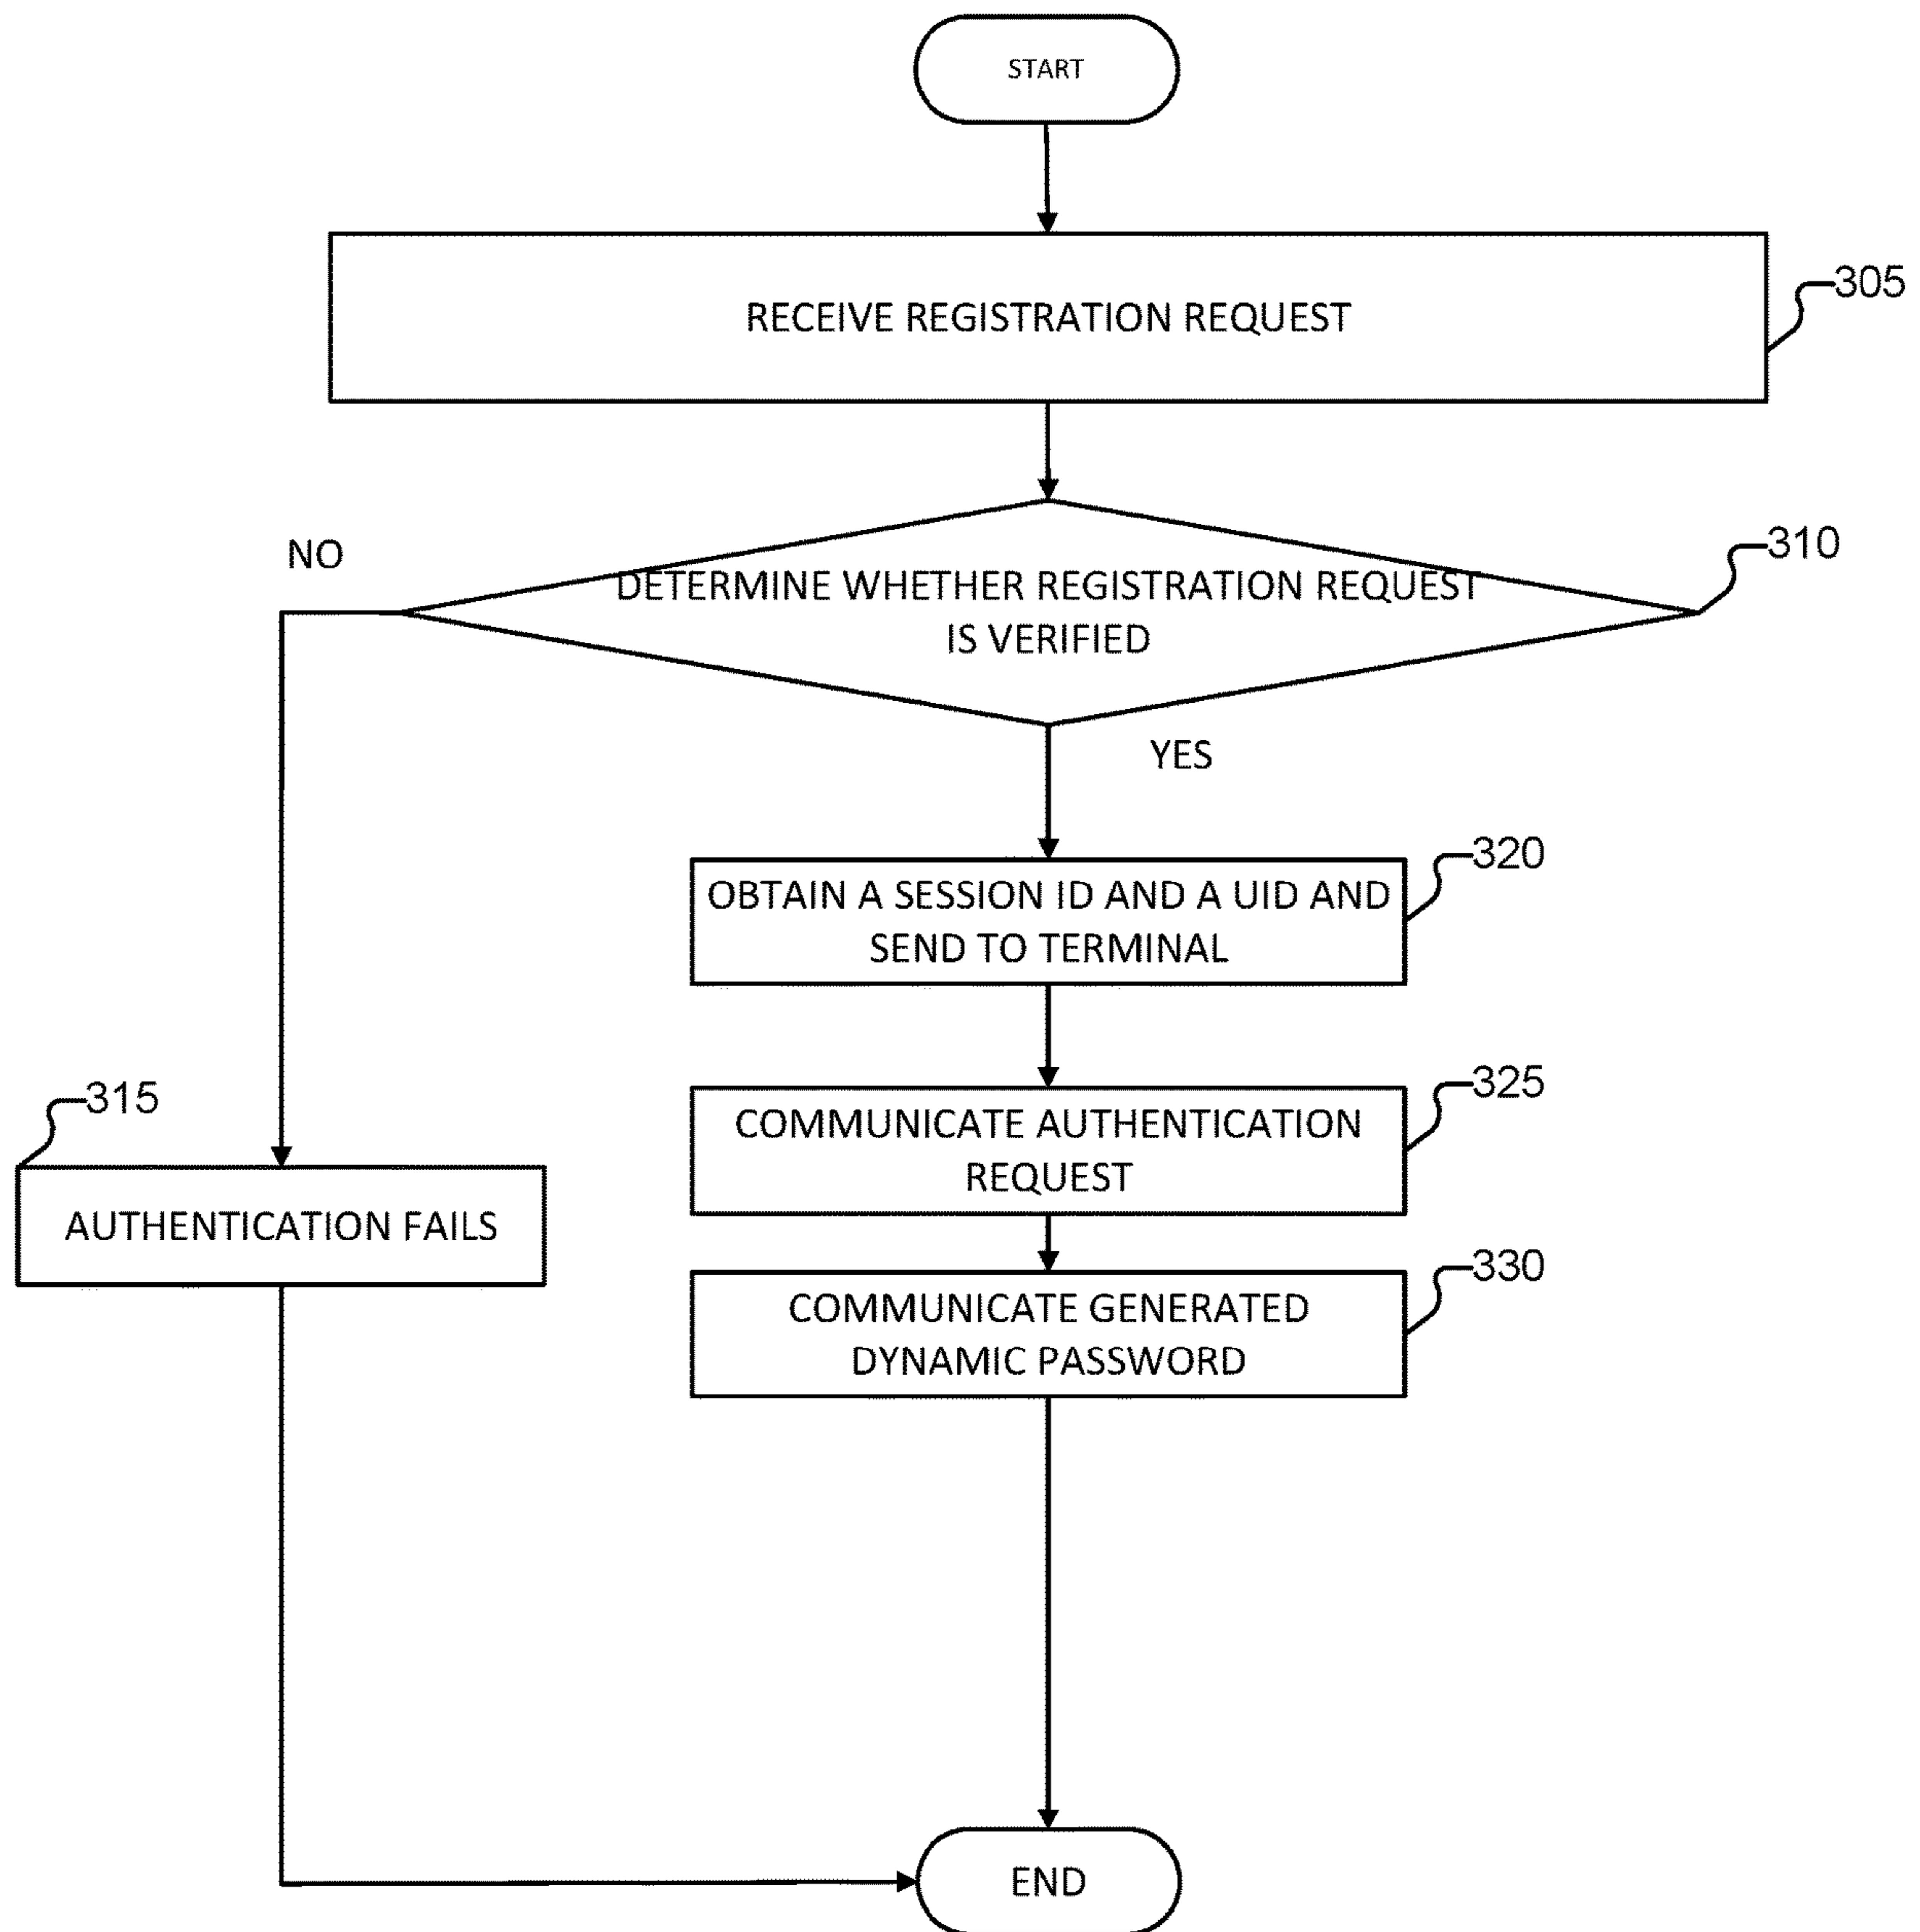 START
RECEIVE REGISTRATION REQUEST
305
NO
DETERMINE WHETHER REGISTRATION REQUEST
IS VERIFIED
310
YES
OBTAIN A SESSION ID AND A UID AND
SEND TO TERMINAL
320
315
AUTHENTICATION FAILS
COMMUNICATE AUTHENTICATION
REQUEST
325
COMMUNICATE GENERATED
DYNAMIC PASSWORD
330
END